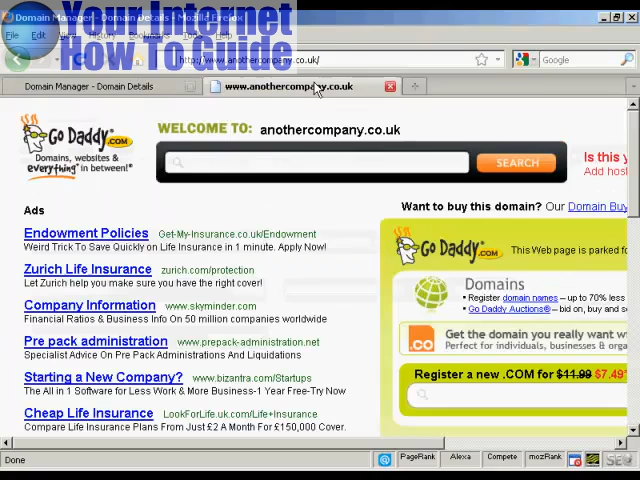 Domain Manager - Domain Details - Mozilla Firefox
Your Internet
How To Guide
File Edit View History Bookmarks Tools Help
http://www.anothercompany.co.uk/
Google
Domain Manager - Domain Details
www.anothercompany.co.uk
Go Daddy.COM
Domains, websites &
everything* in between!®
WELCOME TO: anothercompany.co.uk
SEARCH
Is this y
Add host
Want to buy this domain? Our Domain Buy
Ads
Endowment Policies Get-My-Insurance.co.uk/Endowment
Weird Trick To Save Quickly on Life Insurance in 1 minute. Apply Now!
Zurich Life Insurance zurich.com/protection
Let Zurich help you make sure you have the right cover!
Company Information www.skyminder.com
Financial Ratios & Business Info On 50 million companies worldwide
Pre pack administration www.prepack-administration.net
Specialist Advice On Pre Pack Administrations And Liquidations
Starting a New Company? www.bizantra.com/Startups
The All in 1 Software for Less Work & More Business-1 Year Free-Try Now
Cheap Life Insurance LookForLife.uk.com/Life+Insurance
Compare Life Insurance Plans From Just £2 A Month For £150,000 Cover.
Go Daddy.COM
This Web page is parked fo
Domains
• Register domain names – up to 70% less
• Go Daddy Auctions® – bid on, buy and s
.CO
Get the domain you really want w
Perfect for individuals, businesses & orga
Register a new .COM for $11.99 $7.49*
Done
PageRank
Alexa
Compete
mozRank
SEO